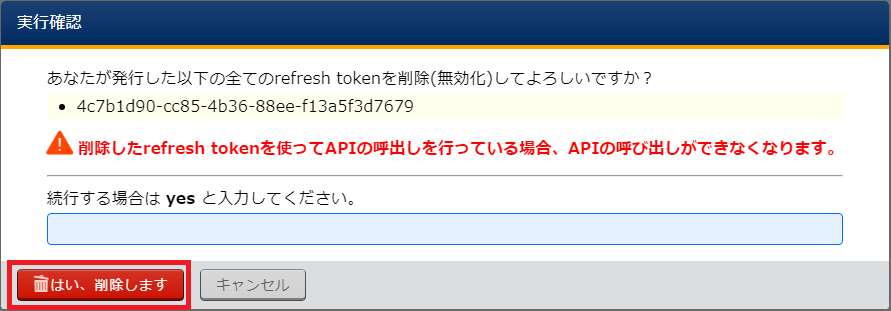 実行確認
あなたが発行した以下の全てのrefresh tokenを削除(無効化)してよろしいですか？
• 4c7b1d90-cc85-4b36-88ee-f13a5f3d7679
削除したrefresh tokenを使ってAPIの呼出しを行っている場合、APIの呼び出しができなくなります。
続行する場合は yes と入力してください。
はい、削除します キャンセル